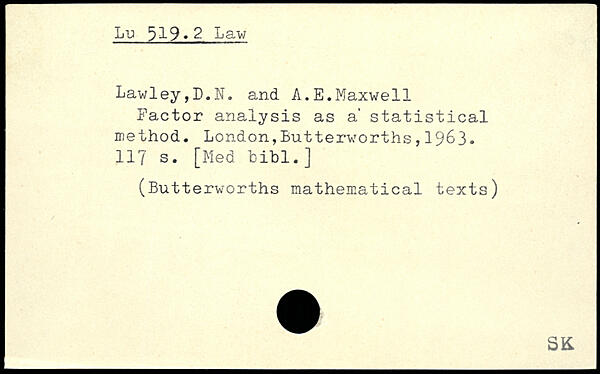 Lu 519.2 Law
Lawley,D.N. and A.E.Maxwell
Factor analysis as a statistical
method. London,Butterworths,1963.
117 s. [Med bibl.]
(Butterworths mathematical texts)
SK